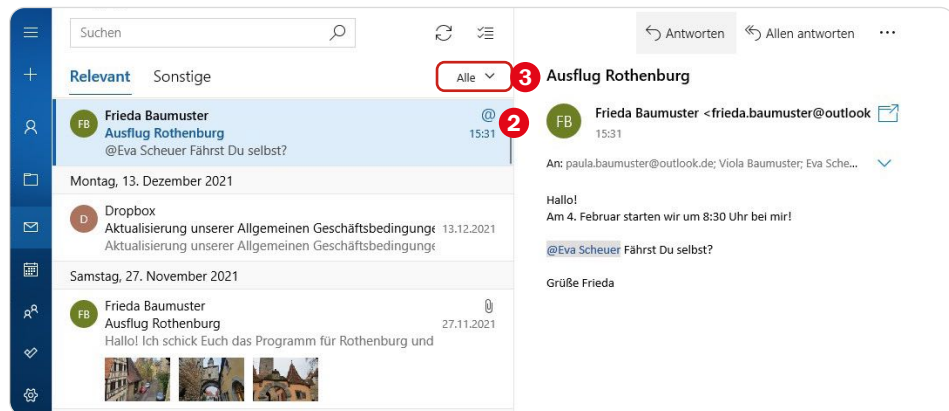 Suchen
Relevant Sonstige Alle 3
FB Frieda Baumuster @ 2
Ausflug Rothenburg 15:31
@Eva Scheuer Fährst Du selbst?
Montag, 13. Dezember 2021
D Dropbox
Aktualisierung unserer Allgemeinen Geschäftsbedingunge 13.12.2021
Aktualisierung unserer Allgemeinen Geschäftsbedingunge
Samstag, 27. November 2021
FB Frieda Baumuster
Ausflug Rothenburg 27.11.2021
Hallo! Ich schick Euch das Programm für Rothenburg und
Antworten Allen antworten ...
Ausflug Rothenburg
FB Frieda Baumuster <frieda.baumuster@outlook
15:31
An: paula.baumuster@outlook.de; Viola Baumuster; Eva Sche...
Hallo!
Am 4. Februar starten wir um 8:30 Uhr bei mir!
@Eva Scheuer Fährst Du selbst?
Grüße Frieda